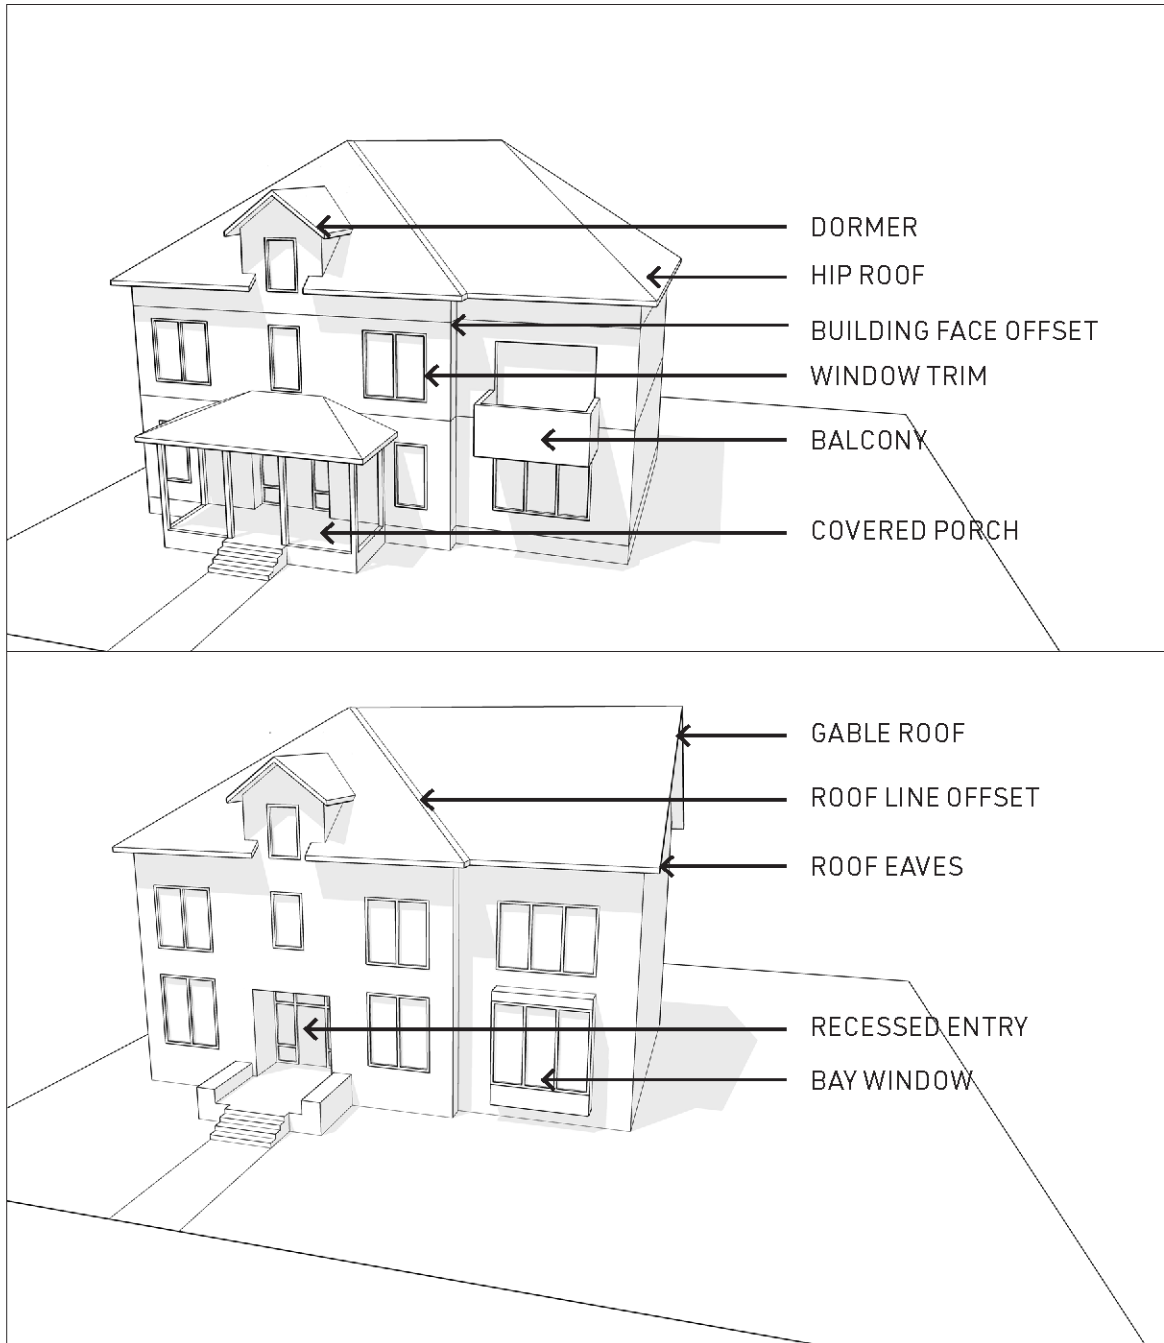 DORMER
HIP ROOF
BUILDING FACE OFFSET
WINDOW TRIM
BALCONY
COVERED PORCH
GABLE ROOF
ROOF LINE OFFSET
ROOF EAVES
RECESSED ENTRY
BAY WINDOW